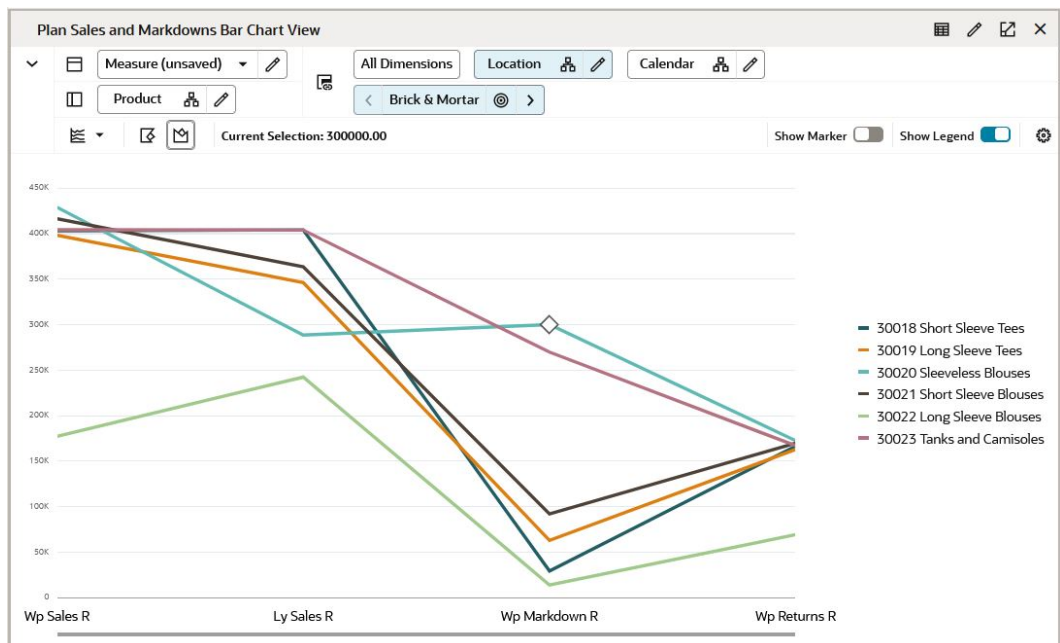 Plan Sales and Markdowns Bar Chart View
Measure (unsaved)
All Dimensions
Location
Calendar
Product
Brick & Mortar
Current Selection: 300000.00
Show Marker
Show Legend
450K
400K
350K
300K
250K
200K
150K
100K
50K
0
Wp Sales R
Ly Sales R
Wp Markdown R
Wp Returns R
30018 Short Sleeve Tees
30019 Long Sleeve Tees
30020 Sleeveless Blouses
30021 Short Sleeve Blouses
30022 Long Sleeve Blouses
30023 Tanks and Camisoles